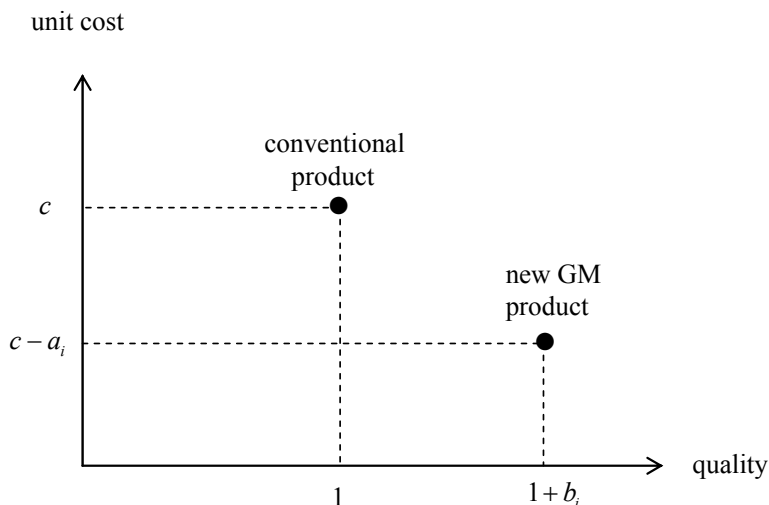 unit cost
conventional
product
c
new GM
product
c − a_i
quality
1
1 + b_i